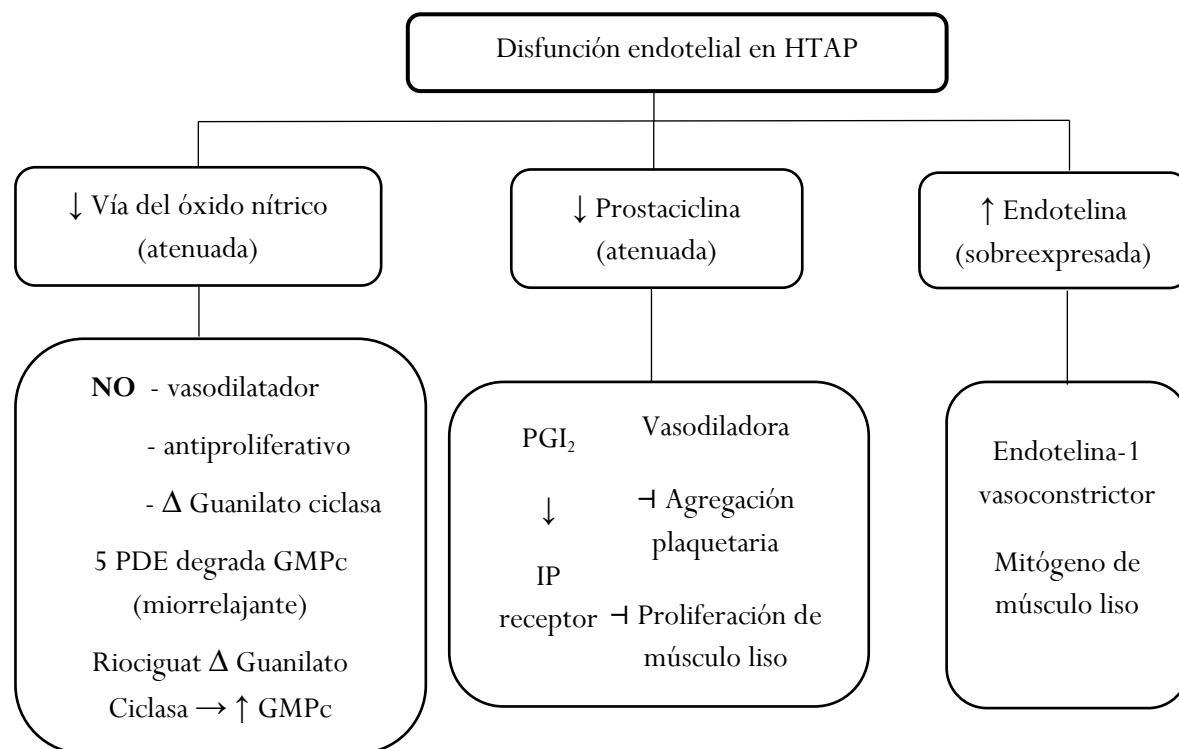 Disfunción endotelial en HTAP
↓ Vía del óxido nítrico
(atenuada)
↓ Prostaciclina
(atenuada)
↑ Endotelina
(sobreexpresada)
NO - vasodilatador
- antiproliferativo
- Δ Guanilato ciclasa
5 PDE degrada GMPc
(miorrelajante)
Riociguat Δ Guanilato
Ciclasa → ↑ GMPc
PGI₂
↓
IP
receptor
Vasodiladora
⊣ Agregación
plaquetaria
⊣ Proliferación de
músculo liso
Endotelina-1
vasoconstrictor
Mitógeno de
músculo liso